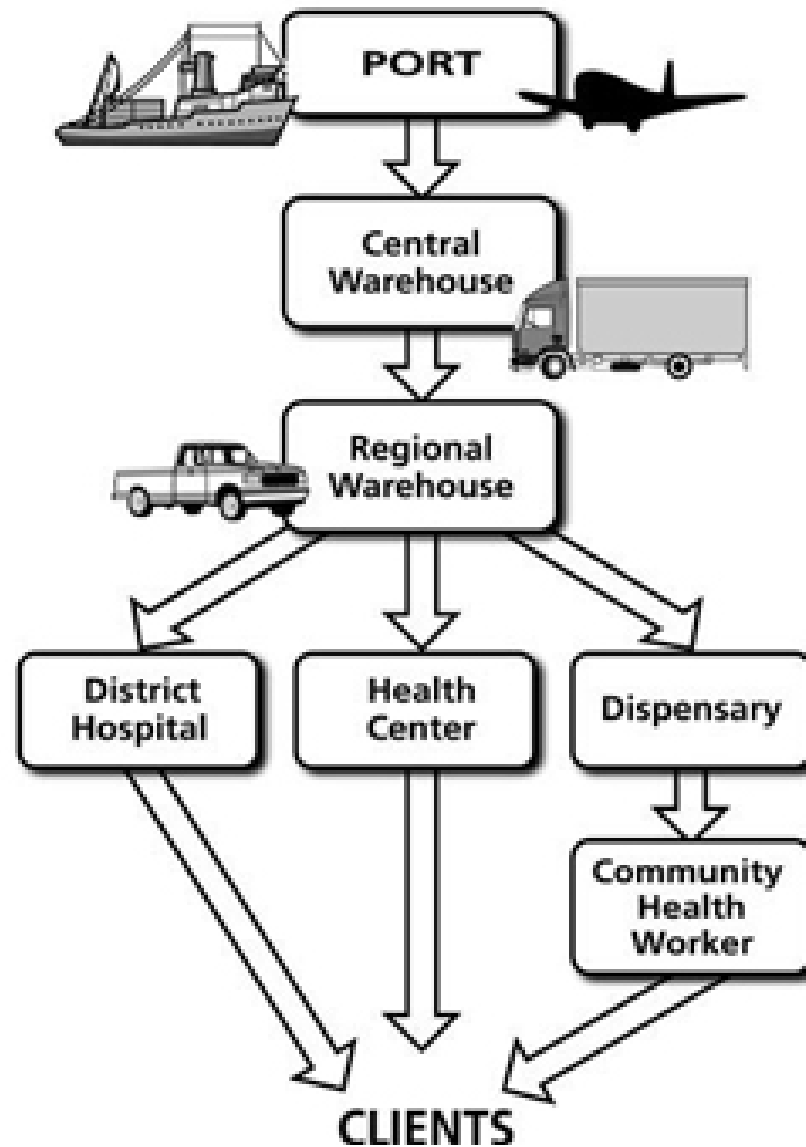 PORT
Central
Warehouse
Regional
Warehouse
District
Hospital
Health
Center
Dispensary
Community
Health
Worker
CLIENTS